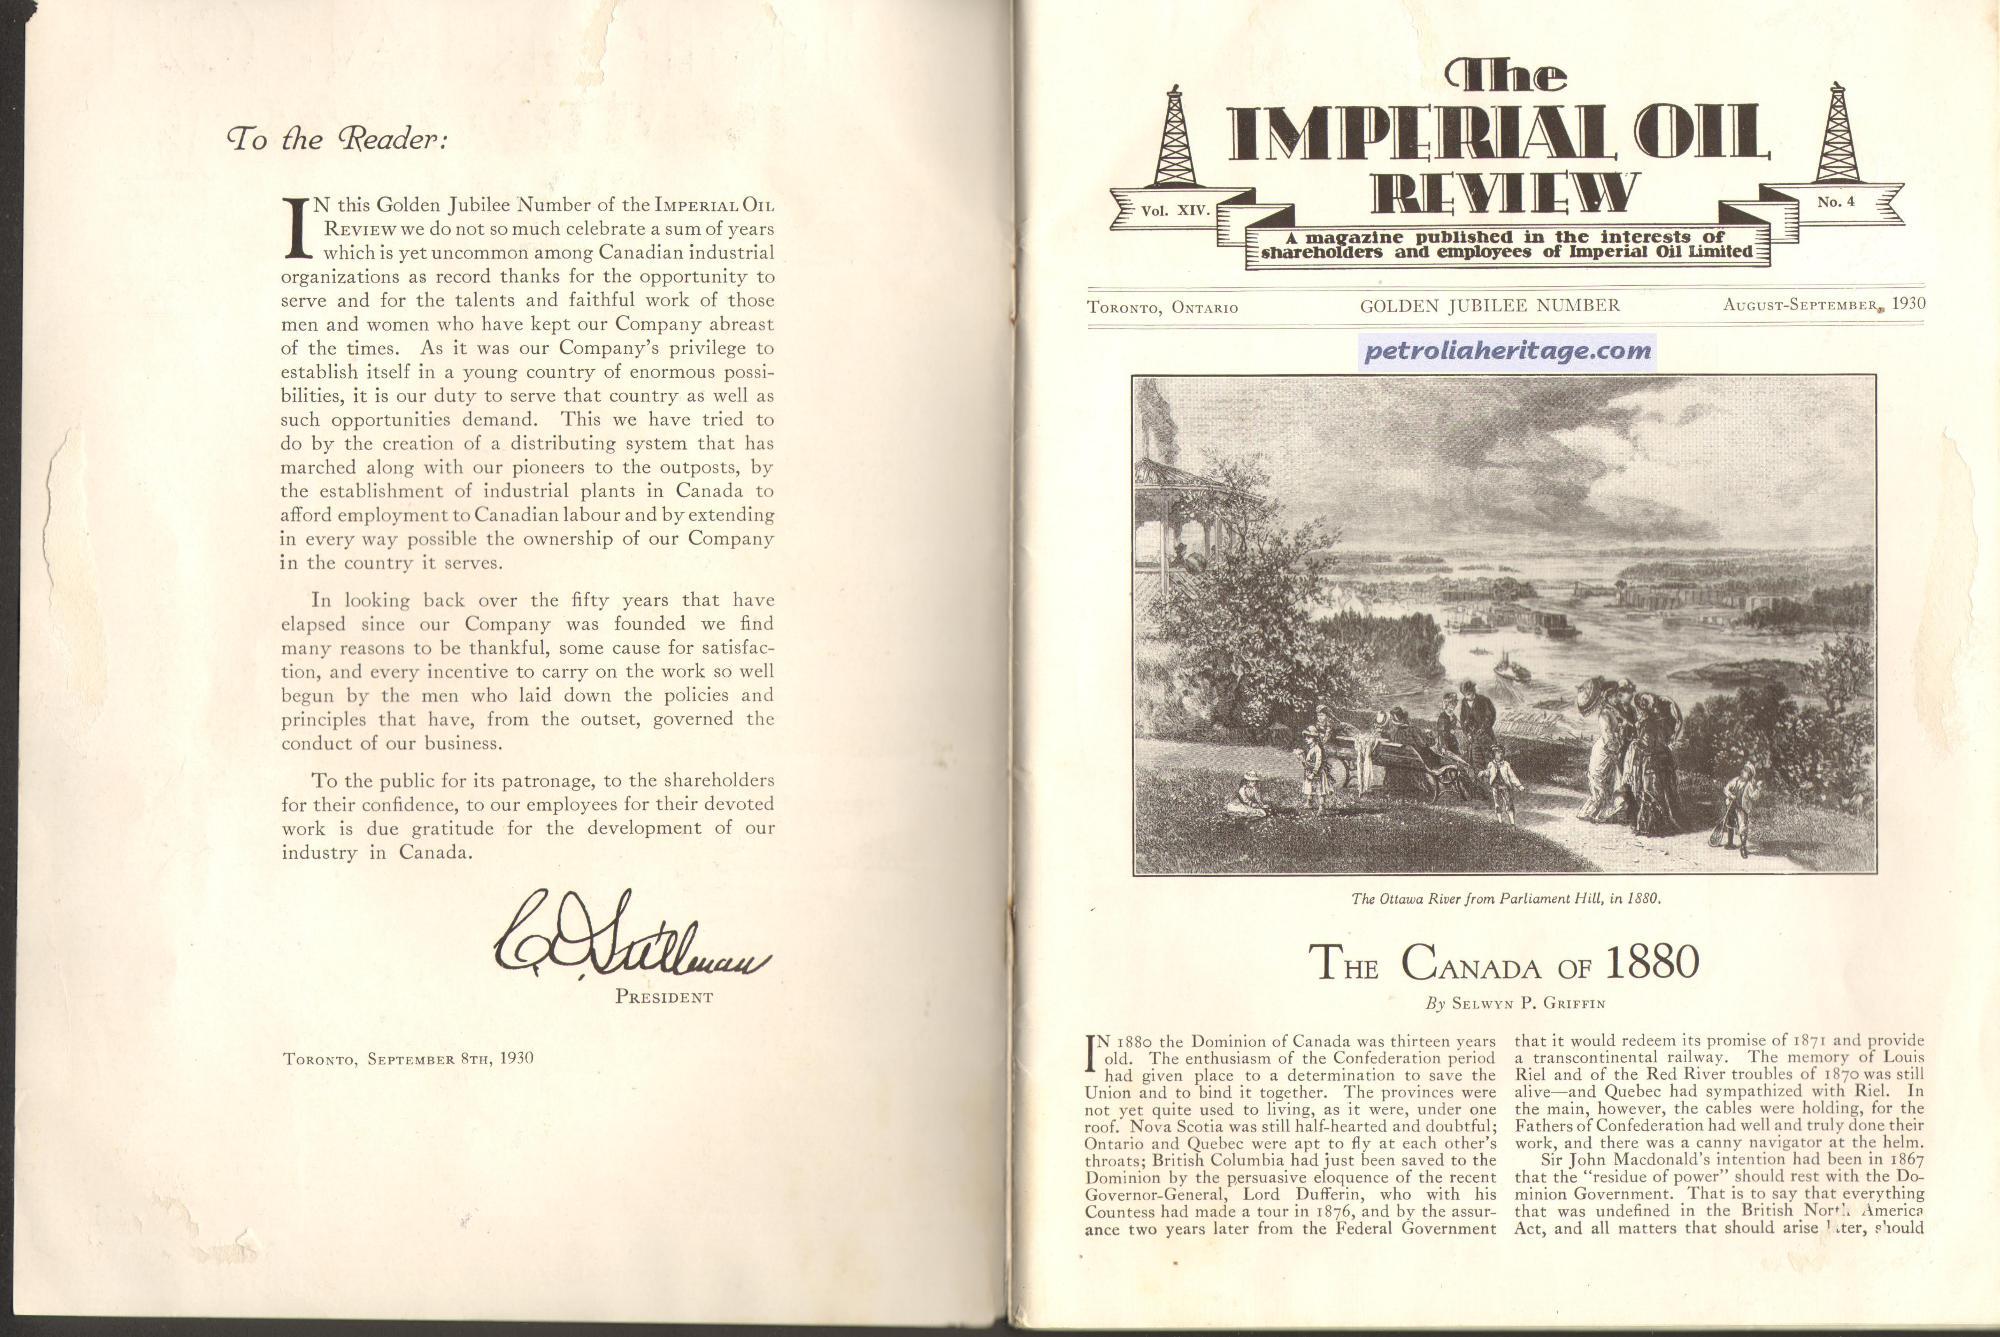 To the Reader:
IN this Golden Jubilee Number of the IMPERIAL OIL
REVIEW we do not so much celebrate a sum of years
which is yet uncommon among Canadian industrial
organizations as record thanks for the opportunity to
serve and for the talents and faithful work of those
men and women who have kept our Company abreast
of the times. As it was our Company's privilege to
establish itself in a young country of enormous possi-
bilities, it is our duty to serve that country as well as
such opportunities demand. This we have tried to
do by the creation of a distributing system that has
marched along with our pioneers to the outposts, by
the establishment of industrial plants in Canada to
afford employment to Canadian labour and by extending
in every way possible the ownership of our Company
in the country it serves.
In looking back over the fifty years that have
elapsed since our Company was founded we find
many reasons to be thankful, some cause for satisfac-
tion, and every incentive to carry on the work so well
begun by the men who laid down the policies and
principles that have, from the outset, governed the
conduct of our business.
To the public for its patronage, to the shareholders
for their confidence, to our employees for their devoted
work is due gratitude for the development of our
industry in Canada.
C.O. Stillman
PRESIDENT
TORONTO, SEPTEMBER 8TH, 1930
The
IMPERIAL OIL
REVIEW
Vol. XIV.
No. 4
A magazine published in the interests of
shareholders and employees of Imperial Oil Limited
TORONTO, ONTARIO GOLDEN JUBILEE NUMBER AUGUST-SEPTEMBER, 1930
petroliaheritage.com
The Ottawa River from Parliament Hill, in 1880.
THE CANADA OF 1880
By SELWYN P. GRIFFIN
IN 1880 the Dominion of Canada was thirteen years
old. The enthusiasm of the Confederation period
had given place to a determination to save the
Union and to bind it together. The provinces were
not yet quite used to living, as it were, under one
roof. Nova Scotia was still half-hearted and doubtful;
Ontario and Quebec were apt to fly at each other's
throats; British Columbia had just been saved to the
Dominion by the persuasive eloquence of the recent
Governor-General, Lord Dufferin, who with his
Countess had made a tour in 1876, and by the assur-
ance two years later from the Federal Government
that it would redeem its promise of 1871 and provide
a transcontinental railway. The memory of Louis
Riel and of the Red River troubles of 1870 was still
alive—and Quebec had sympathized with Riel. In
the main, however, the cables were holding, for the
Fathers of Confederation had well and truly done their
work, and there was a canny navigator at the helm.
Sir John Macdonald's intention had been in 1867
that the "residue of power" should rest with the Do-
minion Government. That is to say that everything
that was undefined in the British North America
Act, and all matters that should arise later, should